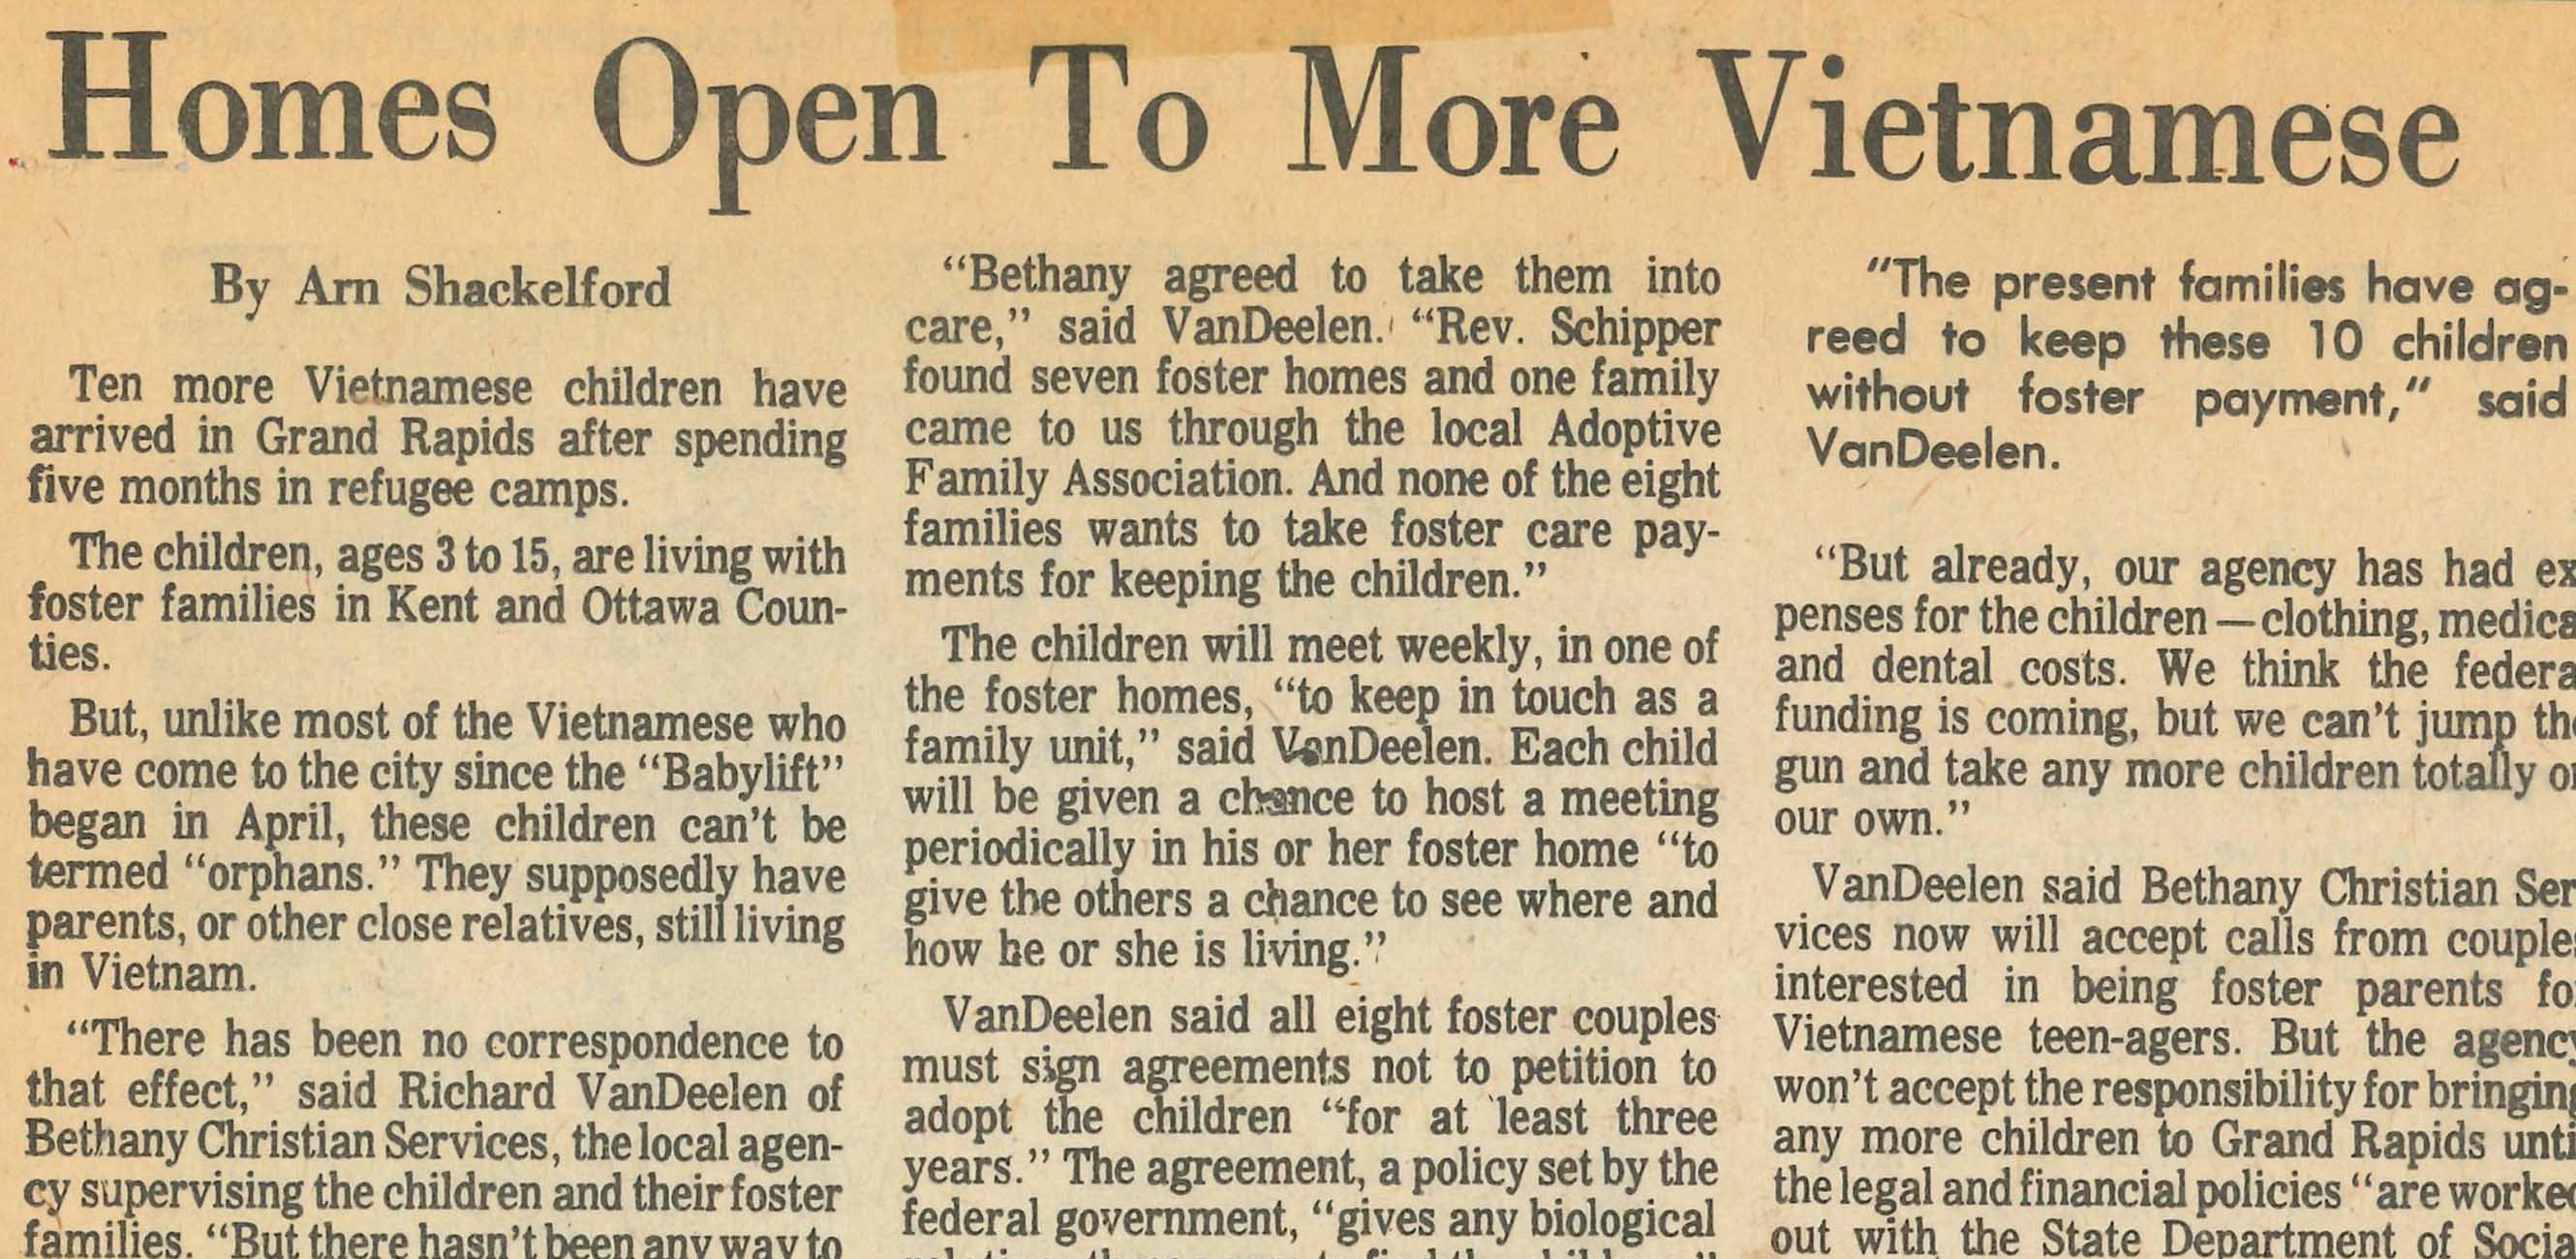 Homes Open To More Vietnamese
By Arn Shackelford
Ten more Vietnamese children have
arrived in Grand Rapids after spending
five months in refugee camps.
The children, ages 3 to 15, are living with
foster families in Kent and Ottawa Coun-
ties.
But, unlike most of the Vietnamese who
have come to the city since the “Babylift”
began in April, these children can't be
termed “orphans.” They supposedly have
parents, or other close relatives, still living
in Vietnam.
“There has been no correspondence to
that effect,” said Richard VanDeelen of
Bethany Christian Services, the local agen-
cy supervising the children and their foster
families. “But there hasn't been any way to
“Bethany agreed to take them into
care,” said VanDeelen. “Rev. Schipper
found seven foster homes and one family
came to us through the local Adoptive
Family Association. And none of the eight
families wants to take foster care pay-
ments for keeping the children.”
The children will meet weekly, in one of
the foster homes, “to keep in touch as a
family unit,” said VanDeelen. Each child
will be given a chance to host a meeting
periodically in his or her foster home “to
give the others a chance to see where and
how he or she is living.”
VanDeelen said all eight foster couples
must sign agreements not to petition to
adopt the children “for at least three
years.” The agreement, a policy set by the
federal government, “gives any biological
“The present families have ag-
reed to keep these 10 children
without foster payment,” said
VanDeelen.
“But already, our agency has had ex
penses for the children — clothing, medica
and dental costs. We think the federa
funding is coming, but we can't jump th
gun and take any more children totally o
our own.”
VanDeelen said Bethany Christian Ser
vices now will accept calls from couple
interested in being foster parents fo
Vietnamese teen-agers. But the agency
won't accept the responsibility for bringing
any more children to Grand Rapids unti
the legal and financial policies “are worked
out with the State Department of Socia